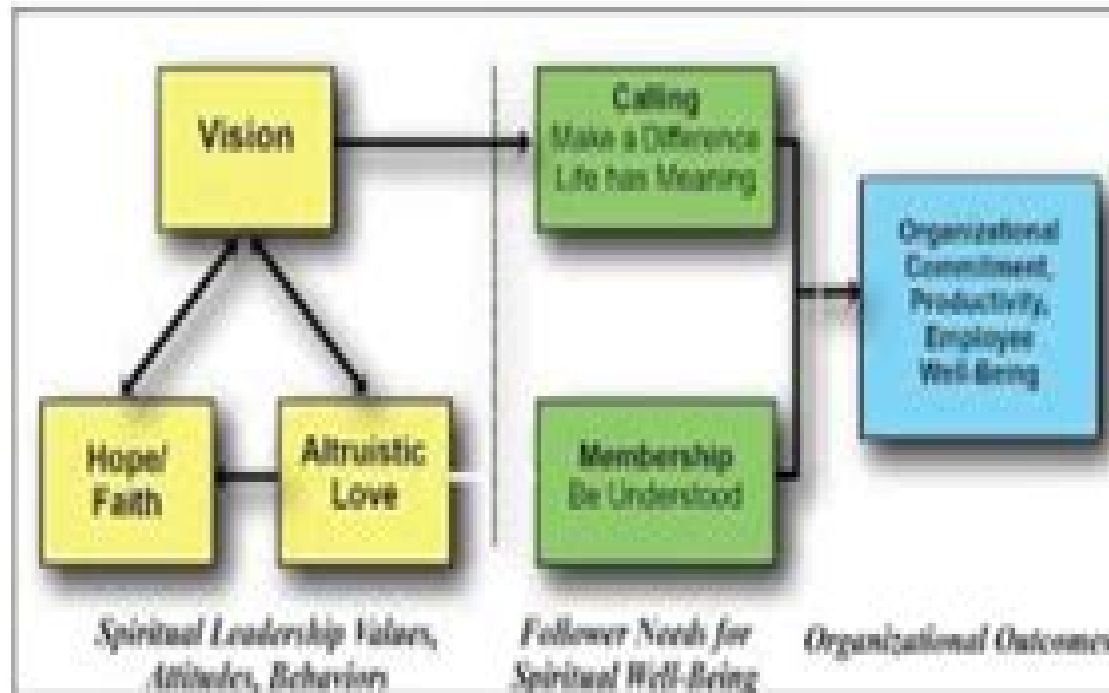 Vision
Hope/
Faith
Altruistic
Love
Calling
Make a Difference
Life has Meaning
Membership
Be Understood
Organizational
Commitment,
Productivity,
Employee
Well-Being
Spiritual Leadership Values,
Attitudes, Behaviors
Follower Needs for
Spiritual Well-Being
Organizational Outcomes